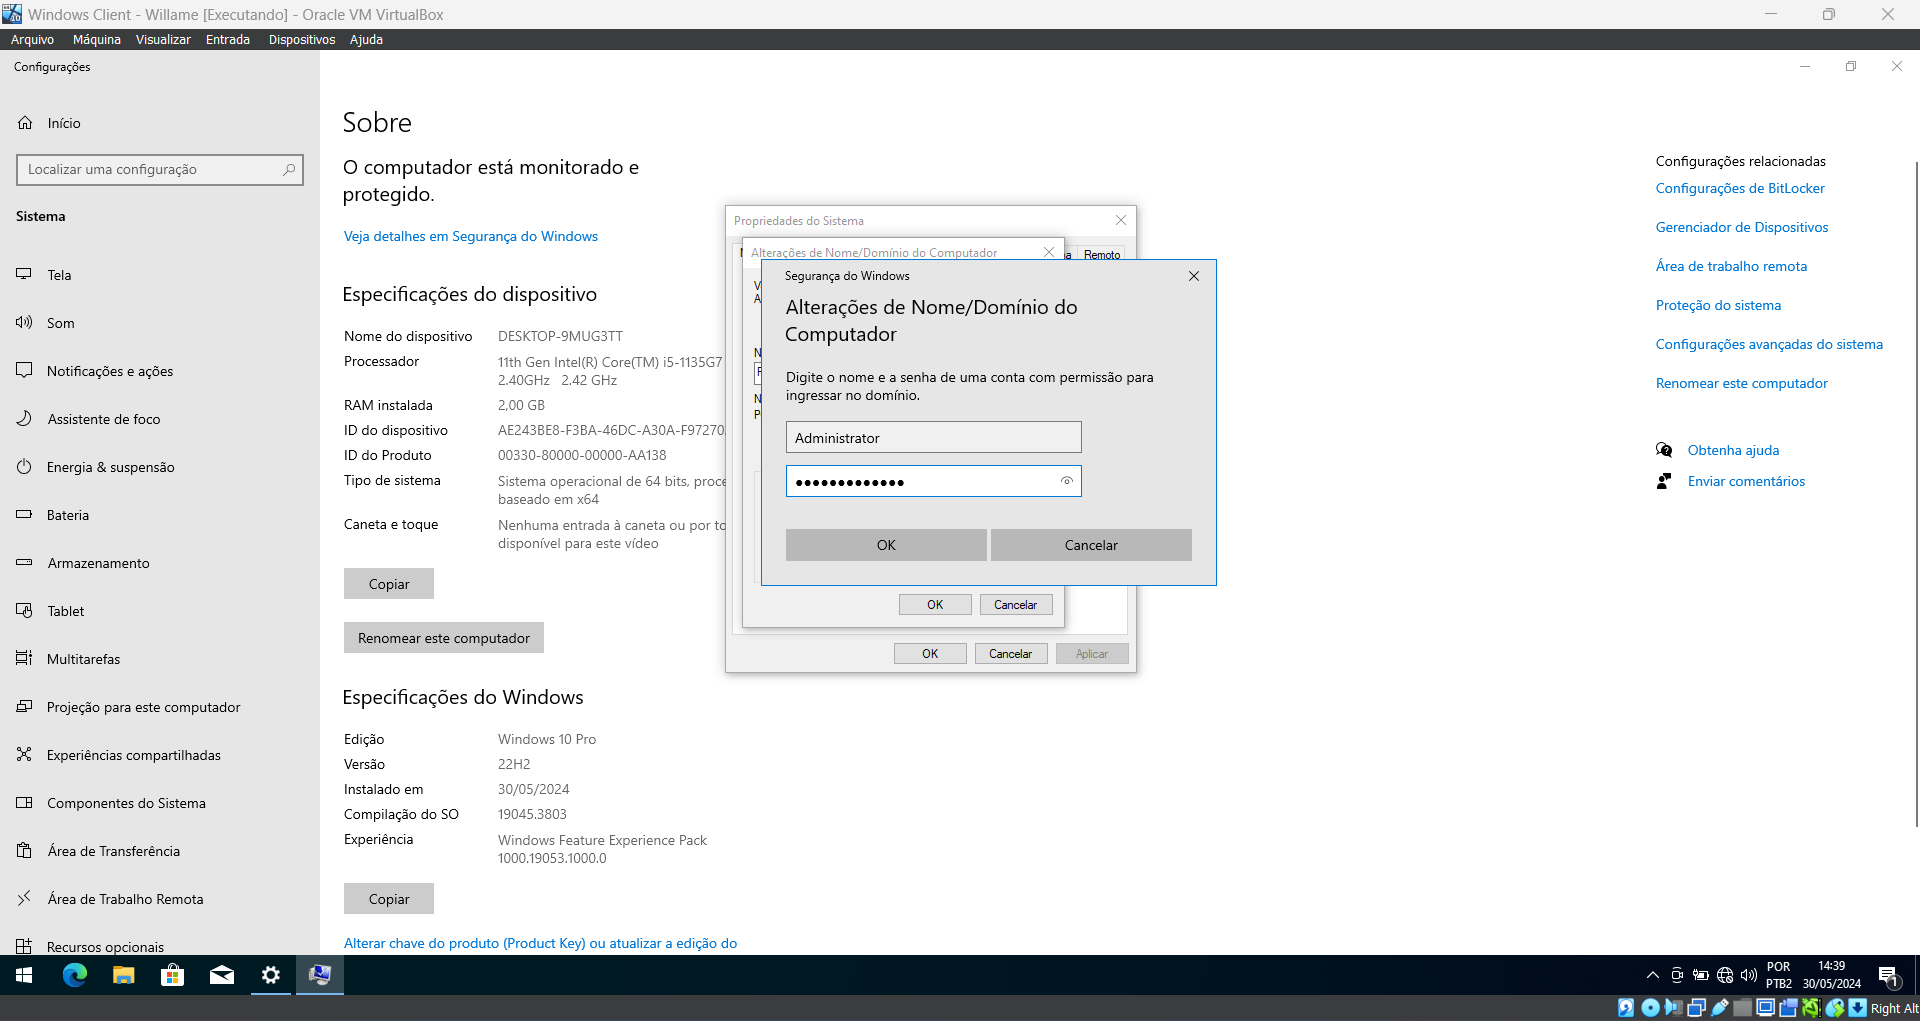 Windows Client - Willame [Executando] - Oracle VM VirtualBox
Arquivo Máquina Visualizar Entrada Dispositivos Ajuda
Configurações
Início
Localizar uma configuração
Sistema
Tela
Som
Notificações e ações
Assistente de foco
Energia & suspensão
Bateria
Armazenamento
Tablet
Multitarefas
Projeção para este computador
Experiências compartilhadas
Componentes do Sistema
Área de Transferência
Área de Trabalho Remota
Recursos opcionais
Sobre
O computador está monitorado e
protegido.
Veja detalhes em Segurança do Windows
Especificações do dispositivo
Nome do dispositivo DESKTOP-9MUG3TT
Processador 11th Gen Intel(R) Core(TM) i5-1135G7
2.40GHz 2.42 GHz
RAM instalada 2,00 GB
ID do dispositivo AE243BE8-F3BA-46DC-A30A-F97270
ID do Produto 00330-80000-00000-AA138
Tipo de sistema Sistema operacional de 64 bits, proce
baseado em x64
Caneta e toque Nenhuma entrada à caneta ou por to
disponível para este vídeo
Copiar
Renomear este computador
Especificações do Windows
Edição Windows 10 Pro
Versão 22H2
Instalado em 30/05/2024
Compilação do SO 19045.3803
Experiência Windows Feature Experience Pack
1000.19053.1000.0
Copiar
Alterar chave do produto (Product Key) ou atualizar a edição do
Propriedades do Sistema
Alterações de Nome/Domínio do Computador
Remoto
Segurança do Windows
Alterações de Nome/Domínio do
Computador
Digite o nome e a senha de uma conta com permissão para
ingressar no domínio.
Administrator
•••••••••••••
OK Cancelar
OK Cancelar
OK Cancelar Aplicar
Configurações relacionadas
Configurações de BitLocker
Gerenciador de Dispositivos
Área de trabalho remota
Proteção do sistema
Configurações avançadas do sistema
Renomear este computador
Obtenha ajuda
Enviar comentários
POR
PTB2
14:39
30/05/2024
1
Right Alt